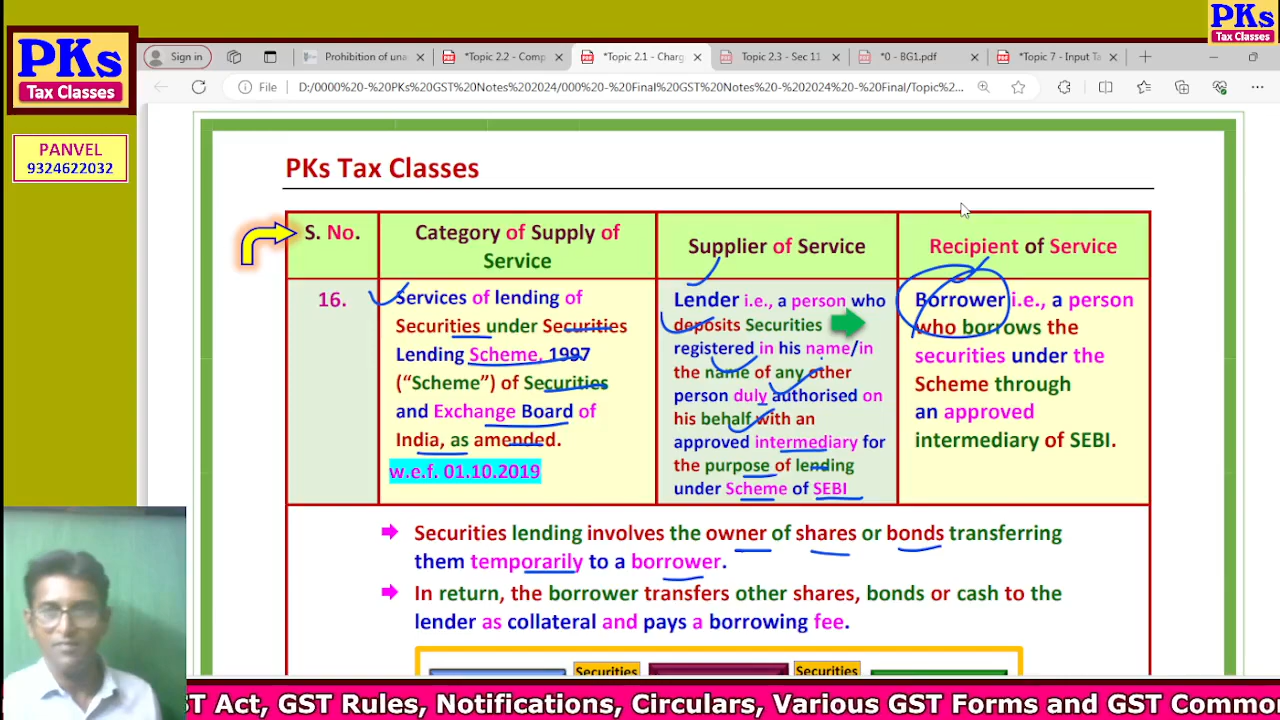 PKs
Tax Classes
PANVEL
9324622032
PKs
Tax Classes
Sign in
Prohibition of una
*Topic 2.2 - Comp
*Topic 2.1 - Charg
Topic 2.3 - Sec 11
*0 - BG1.pdf
*Topic 7 - Input Ta
File
D:/0000%20-%20PKs%20GST%20Notes%202024/000%20-%20Final%20GST%20Notes%20-%202024%20-%20Final/Topic%2...
PKs Tax Classes
S. No.
Category of Supply of
Service
Supplier of Service
Recipient of Service
16.
Services of lending of
Securities under Securities
Lending Scheme, 1997
(“Scheme”) of Securities
and Exchange Board of
India, as amended.
w.e.f. 01.10.2019
Lender i.e., a person who
deposits Securities
registered in his name/in
the name of any other
person duly authorised on
his behalf with an
approved intermediary for
the purpose of lending
under Scheme of SEBI
Borrower i.e., a person
who borrows the
securities under the
Scheme through
an approved
intermediary of SEBI.
Securities lending involves the owner of shares or bonds transferring
them temporarily to a borrower.
In return, the borrower transfers other shares, bonds or cash to the
lender as collateral and pays a borrowing fee.
Securities
Securities
ST Act, GST Rules, Notifications, Circulars, Various GST Forms and GST Commo